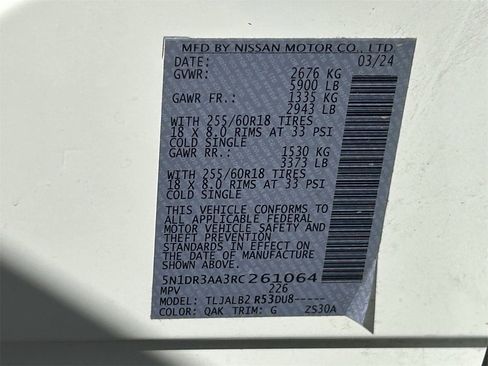 MFD BY NISSAN MOTOR CO., LTD
DATE: 03/24
GVWR: 2676 KG
5900 LB
GAWR FR.: 1335 KG
2943 LB
WITH 255/60R18 TIRES
18 X 8.0 RIMS AT 33 PSI
COLD SINGLE
GAWR RR.: 1530 KG
3373 LB
WITH 255/60R18 TIRES
18 X 8.0 RIMS AT 33 PSI
COLD SINGLE
THIS VEHICLE CONFORMS TO
ALL APPLICABLE FEDERAL
MOTOR VEHICLE SAFETY AND
THEFT PREVENTION
STANDARDS IN EFFECT ON
THE DATE OF MANUFACTURE
SHOWN ABOVE.
5N1DR3AA3RC261064
MPV 226
MODEL: TLJALB2 R53DU8-----
COLOR: QAK TRIM: G ZS30A